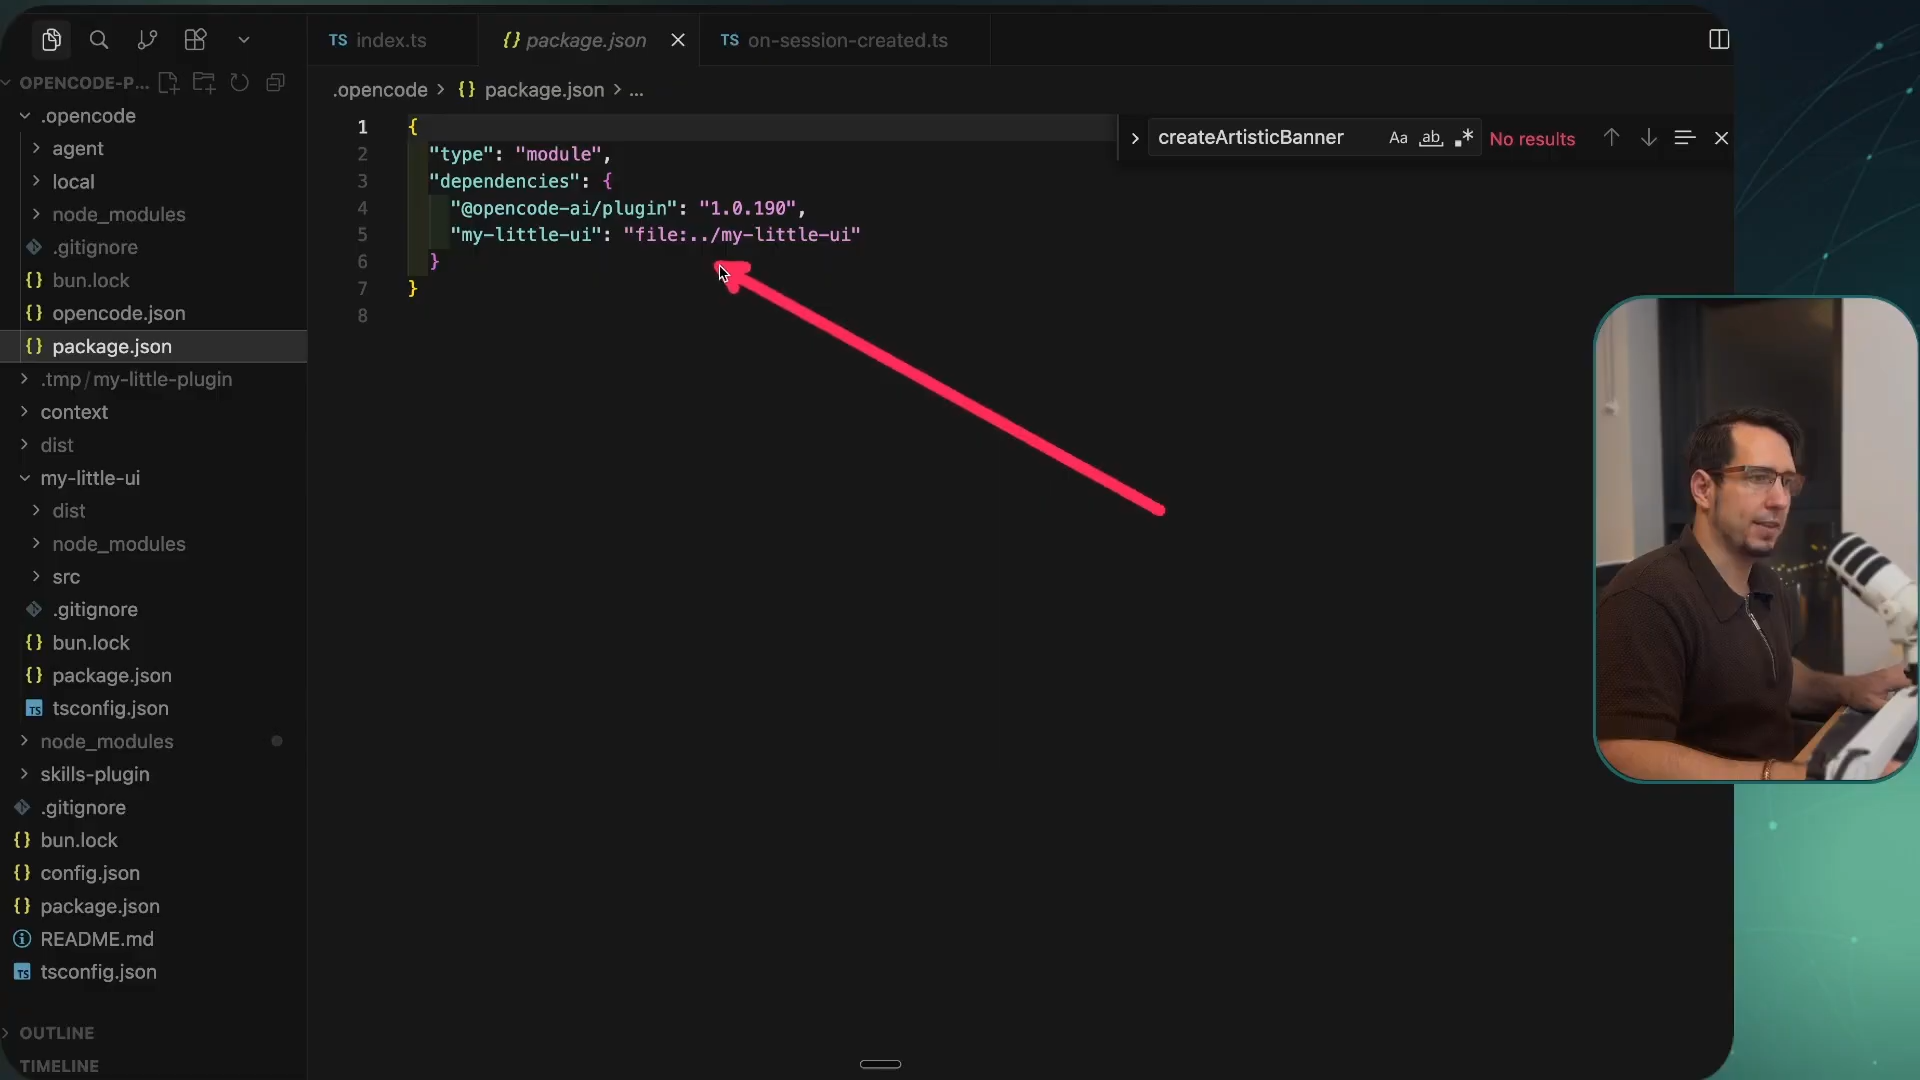 TS index.ts
{} package.json
TS on-session-created.ts
OPENCODE-P...
.opencode
agent
local
node_modules
.gitignore
{} bun.lock
{} opencode.json
{} package.json
.tmp/my-little-plugin
context
dist
my-little-ui
dist
node_modules
src
.gitignore
{} bun.lock
{} package.json
TS tsconfig.json
node_modules
skills-plugin
.gitignore
{} bun.lock
{} config.json
{} package.json
README.md
TS tsconfig.json
OUTLINE
TIMELINE
.opencode > {} package.json > ...
createArtisticBanner Aa ab .* No results
1 {
2 "type": "module",
3 "dependencies": {
4 "@opencode-ai/plugin": "1.0.190",
5 "my-little-ui": "file:../my-little-ui"
6 }
7 }
8